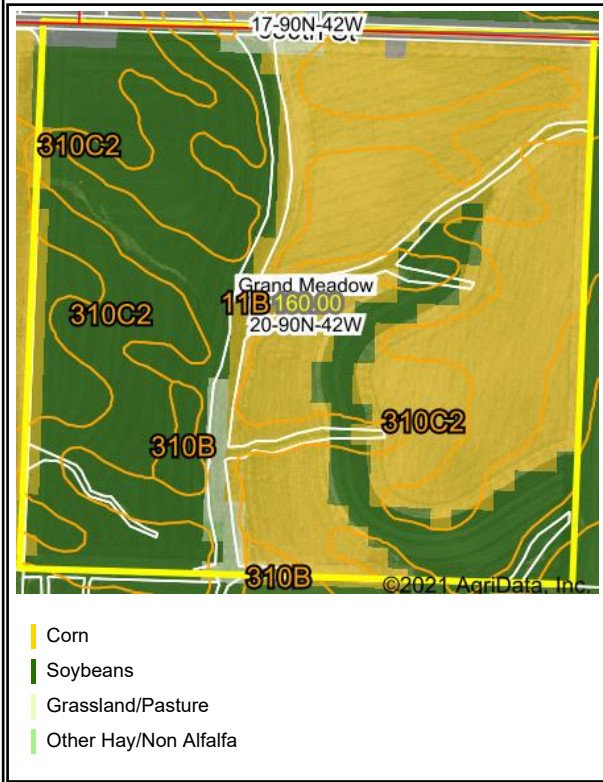 17-90N-42W
St
310C2
Grand Meadow
310C2
11B
160.00
20-90N-42W
310C2
310B
310B
©2021 AgriData, Inc.
Corn
Soybeans
Grassland/Pasture
Other Hay/Non Alfalfa